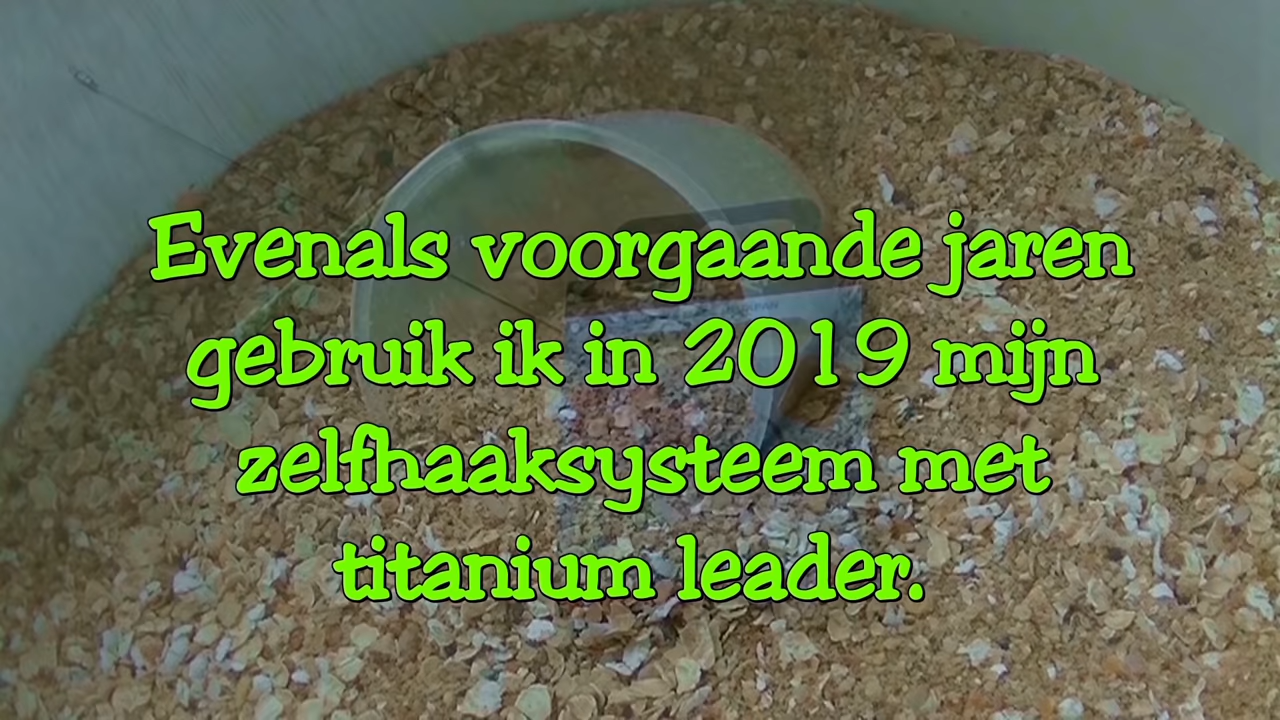 Evenals voorgaande jaren
gebruik ik in 2019 mijn
zelfhaaksysteem met
titanium leader.